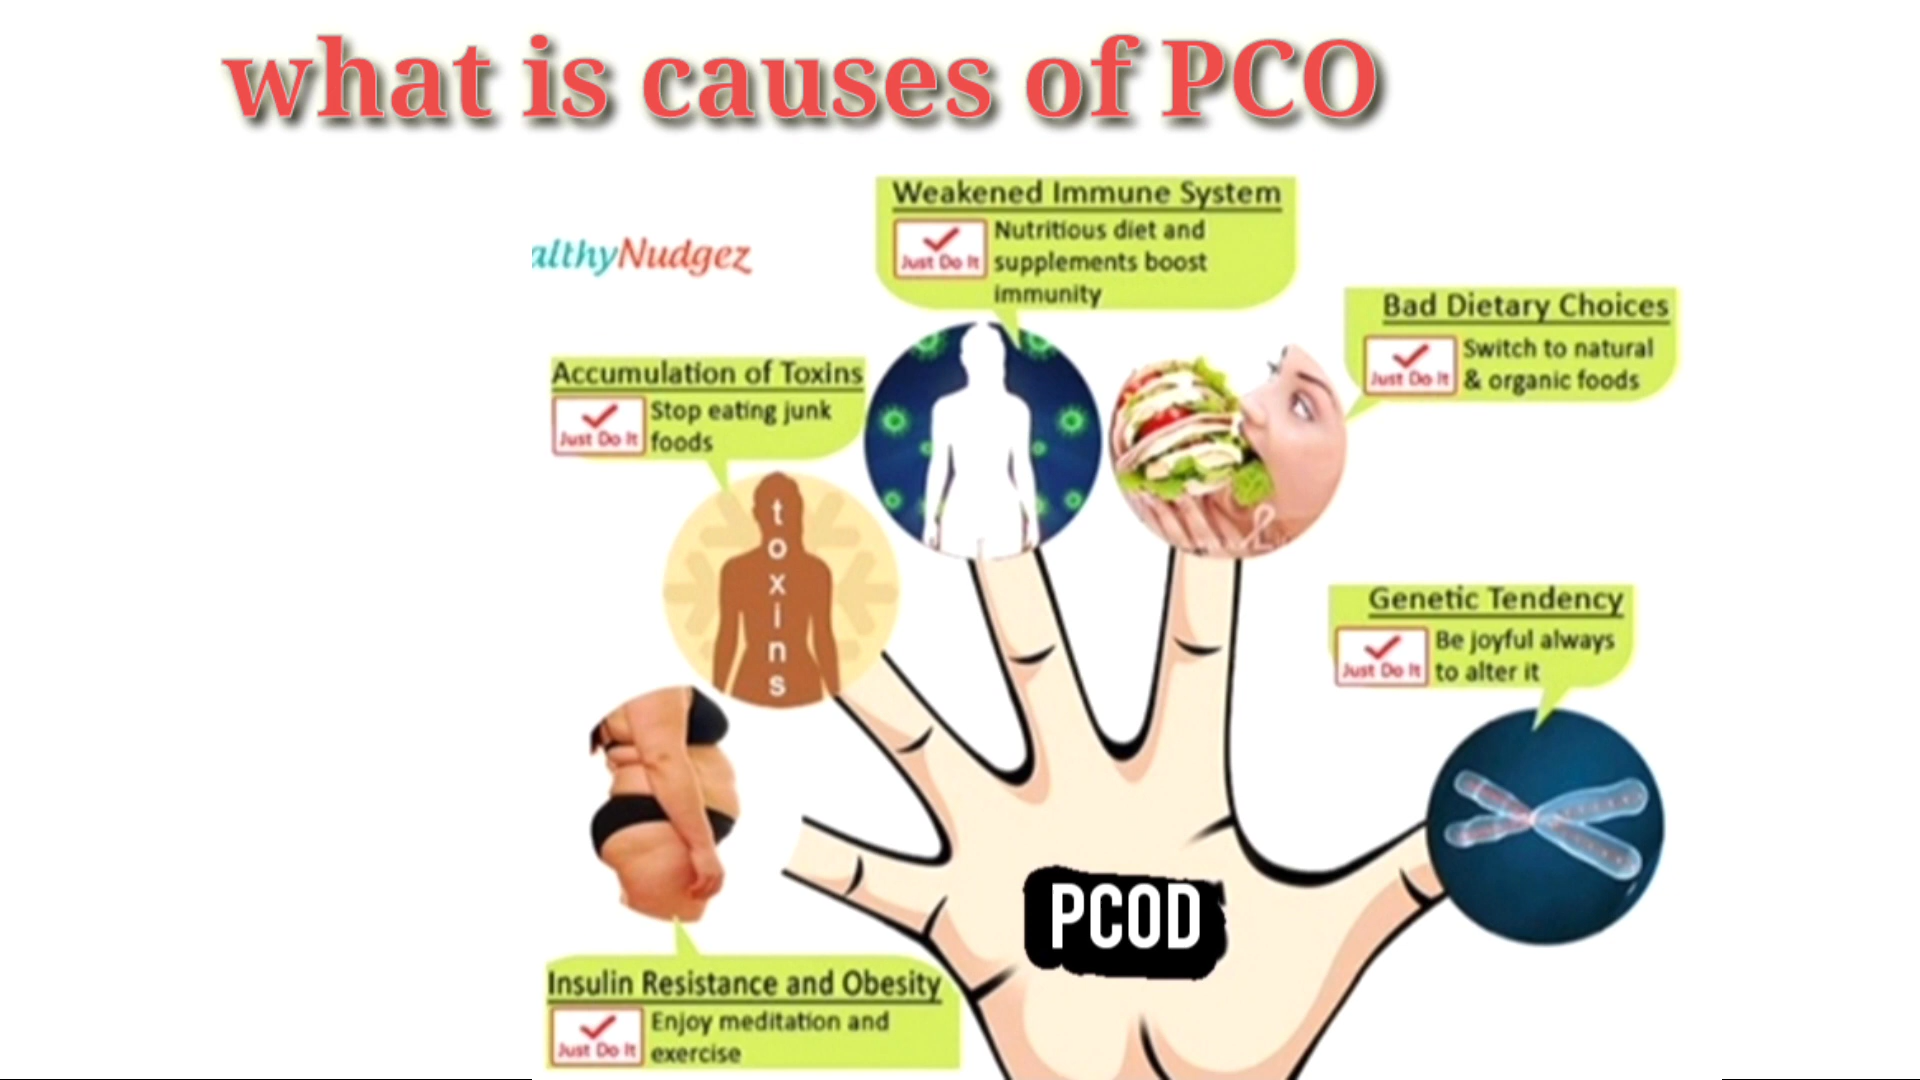 what is causes of PCO
Weakened Immune System
Just Do It
Nutritious diet and
supplements boost
immunity
althyNudgez
Bad Dietary Choices
Just Do It
Switch to natural
& organic foods
Accumulation of Toxins
Just Do It
Stop eating junk
foods
toxins
Genetic Tendency
Just Do It
Be joyful always
to alter it
PCOD
Insulin Resistance and Obesity
Just Do It
Enjoy meditation and
exercise